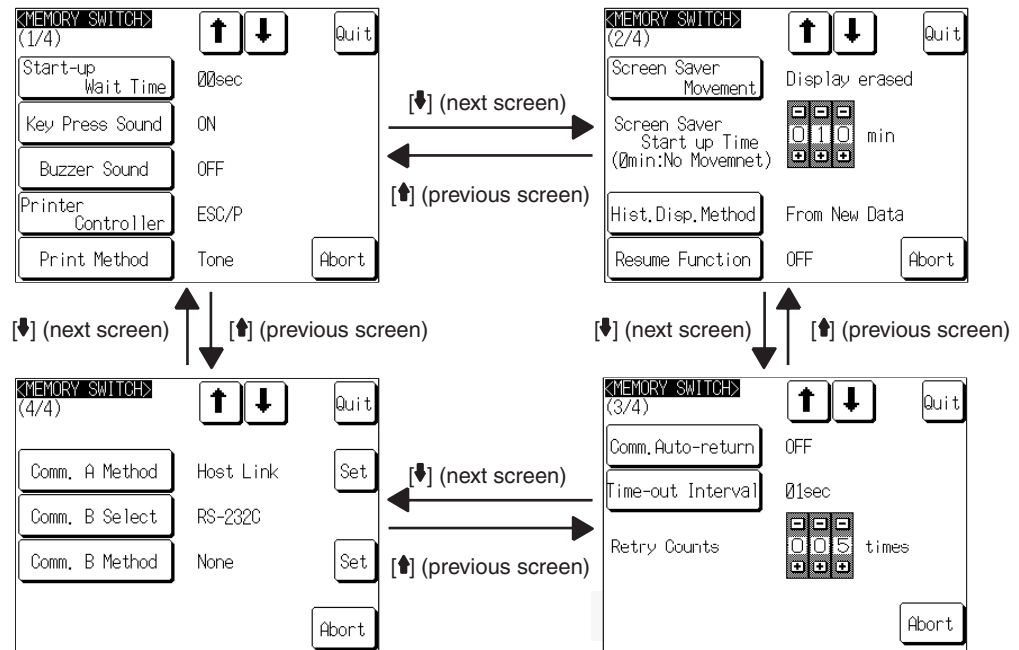 <MEMORY SWITCH>
(1/4)
Quit
Start-up
Wait Time
00sec
Key Press Sound
ON
Buzzer Sound
OFF
Printer
Controller
ESC/P
Print Method
Tone
Abort
[⬇] (next screen)
[⬆] (previous screen)
<MEMORY SWITCH>
(2/4)
Quit
Screen Saver
Movement
Display erased
Screen Saver
Start up Time
(0min:No Movemnet)
010 min
Hist.Disp.Method
From New Data
Resume Function
OFF
Abort
[⬇] (next screen)
[⬆] (previous screen)
[⬇] (next screen)
[⬆] (previous screen)
<MEMORY SWITCH>
(4/4)
Quit
Comm. A Method
Host Link
Set
Comm. B Select
RS-232C
Comm. B Method
None
Set
Abort
[⬇] (next screen)
[⬆] (previous screen)
<MEMORY SWITCH>
(3/4)
Quit
Comm.Auto-return
OFF
Time-out Interval
01sec
Retry Counts
005 times
Abort